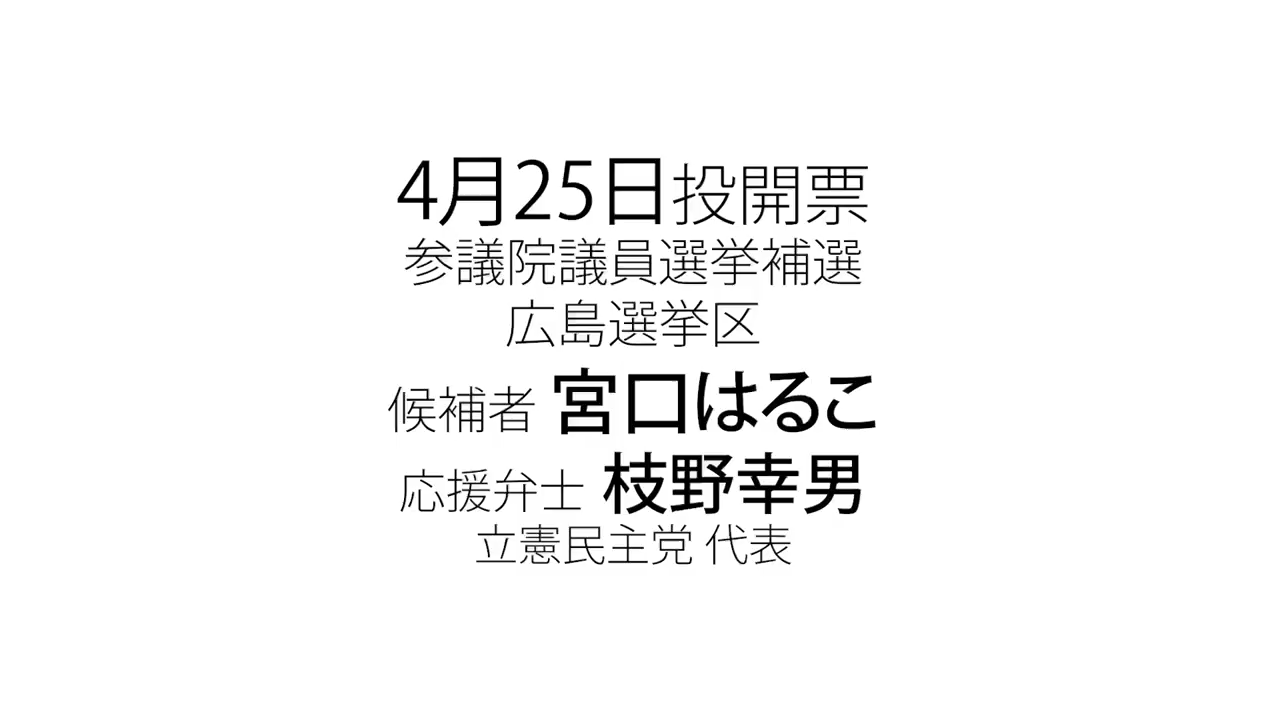 4月25日投開票
参議院議員選挙補選
広島選挙区
候補者 宮口はるこ
応援弁士 枝野幸男
立憲民主党 代表